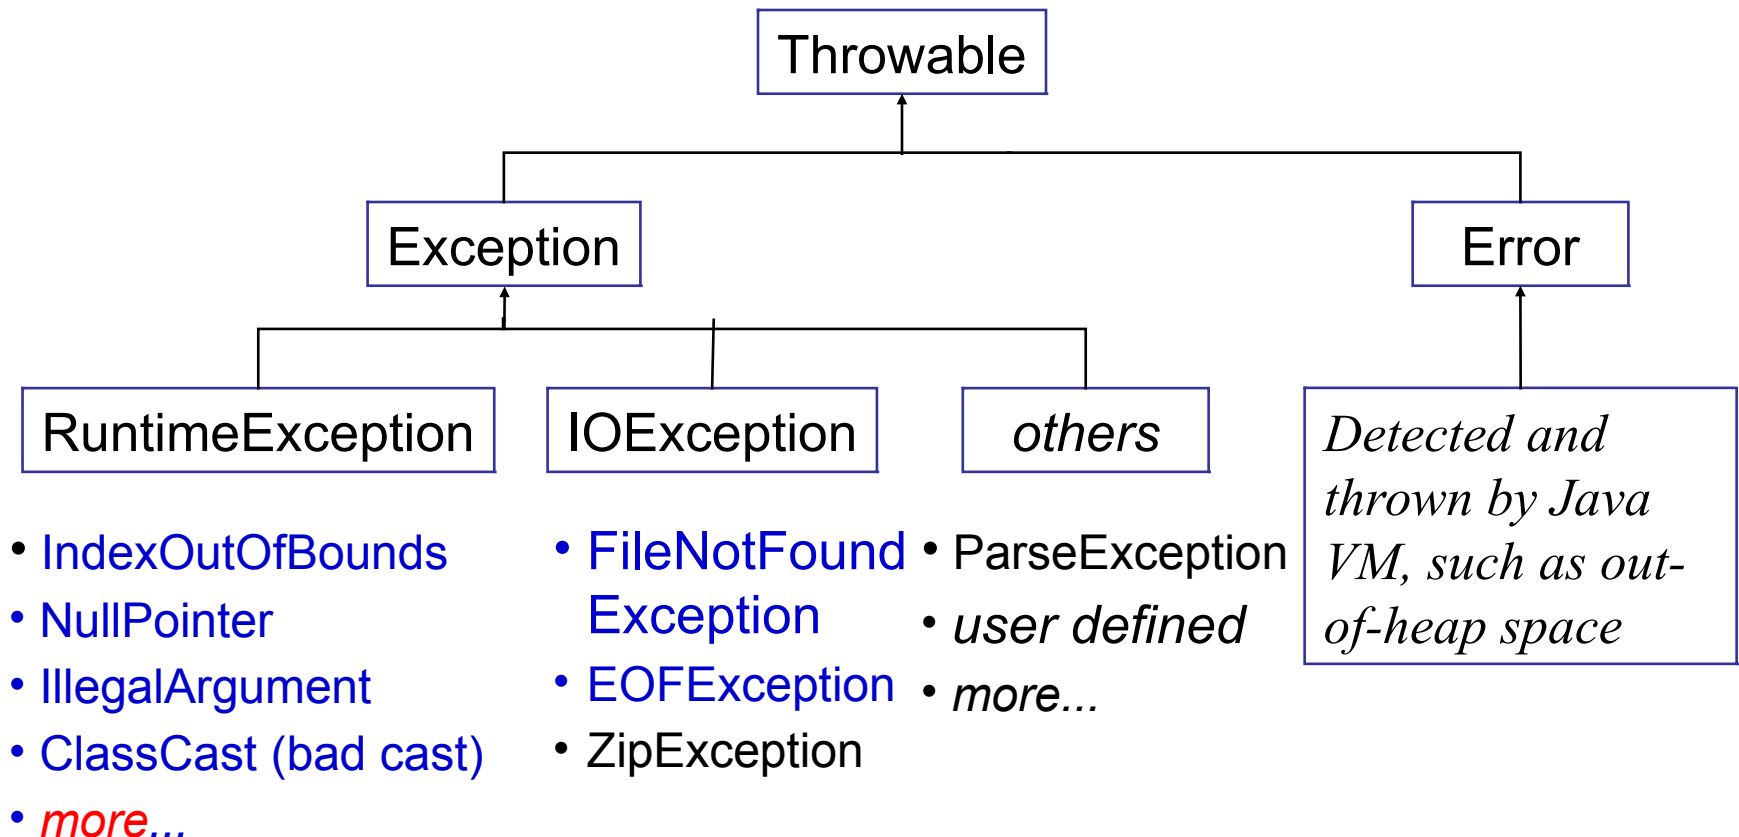 Throwable
Exception
Error
RuntimeException
IOException
others
Detected and
thrown by Java
VM, such as out-
of-heap space
• IndexOutOfBounds
• NullPointer
• IllegalArgument
• ClassCast (bad cast)
• more...
• FileNotFound
Exception
• EOFException
• ZipException
• ParseException
• user defined
• more...